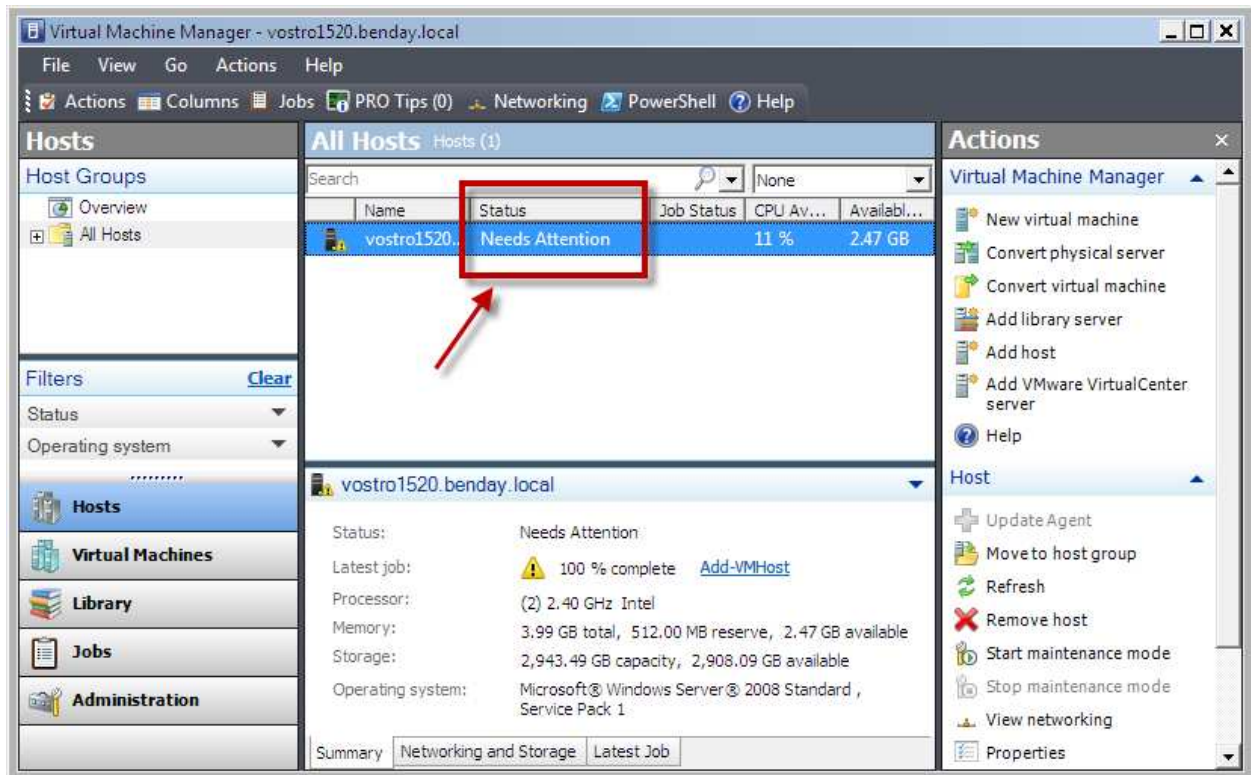 Virtual Machine Manager - vostro1520.benday.local
File View Go Actions Help
Actions Columns Jobs PRO Tips (0) Networking PowerShell Help
Hosts
Host Groups
Overview
All Hosts
Filters Clear
Status
Operating system
Hosts
Virtual Machines
Library
Jobs
Administration
All Hosts Hosts (1)
Search None
Name Status Job Status CPU Av... Availabl...
vostro1520.. Needs Attention 11 % 2.47 GB
vostro1520.benday.local
Status: Needs Attention
Latest job: 100 % complete Add-VMHost
Processor: (2) 2.40 GHz Intel
Memory: 3.99 GB total, 512.00 MB reserve, 2.47 GB available
Storage: 2,943.49 GB capacity, 2,908.09 GB available
Operating system: Microsoft® Windows Server® 2008 Standard ,
Service Pack 1
Summary Networking and Storage Latest Job
Actions
Virtual Machine Manager
New virtual machine
Convert physical server
Convert virtual machine
Add library server
Add host
Add VMware VirtualCenter
server
Help
Host
Update Agent
Move to host group
Refresh
Remove host
Start maintenance mode
Stop maintenance mode
View networking
Properties